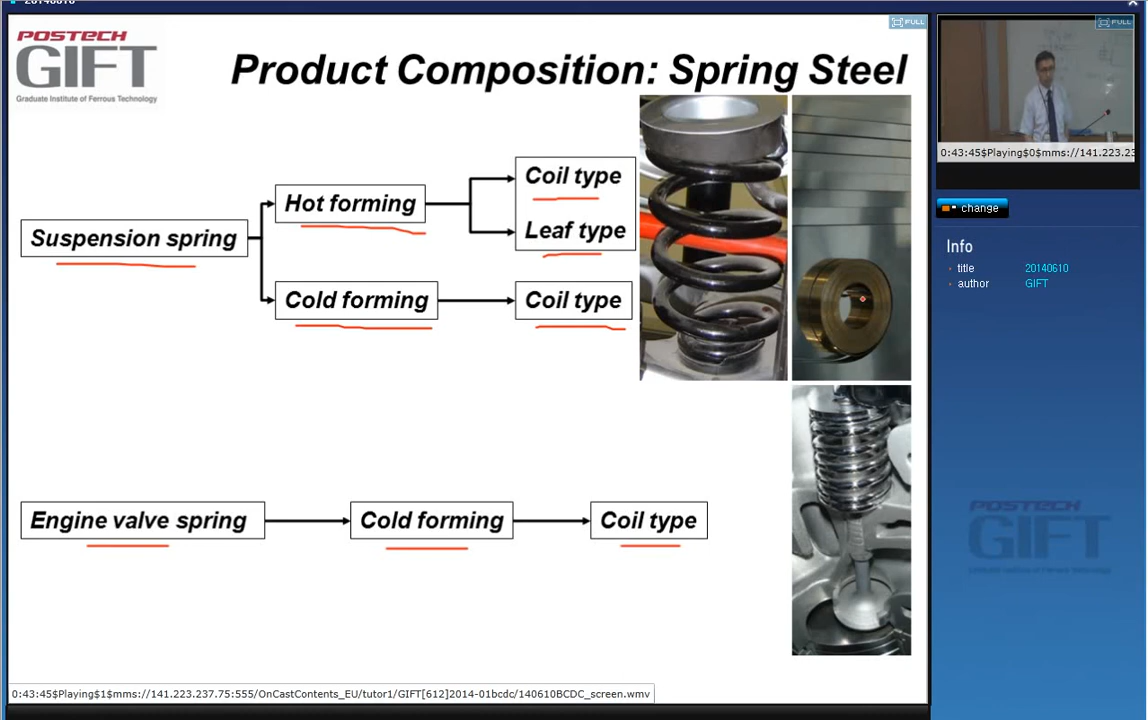 20140610
POSTECH
GIFT
Graduate Institute of Ferrous Technology
Product Composition: Spring Steel
FULL
Suspension spring
Hot forming
Coil type
Leaf type
Cold forming
Coil type
Engine valve spring
Cold forming
Coil type
0:43:45$Playing$1$mms://141.223.237.75:555/OnCastContents_EU/tutor1/GIFT[612]2014-01bcdc/140610BCDC_screen.wmv
FULL
0:43:45$Playing$0$mms://141.223.23
change
Info
title 20140610
author GIFT
POSTECH
GIFT